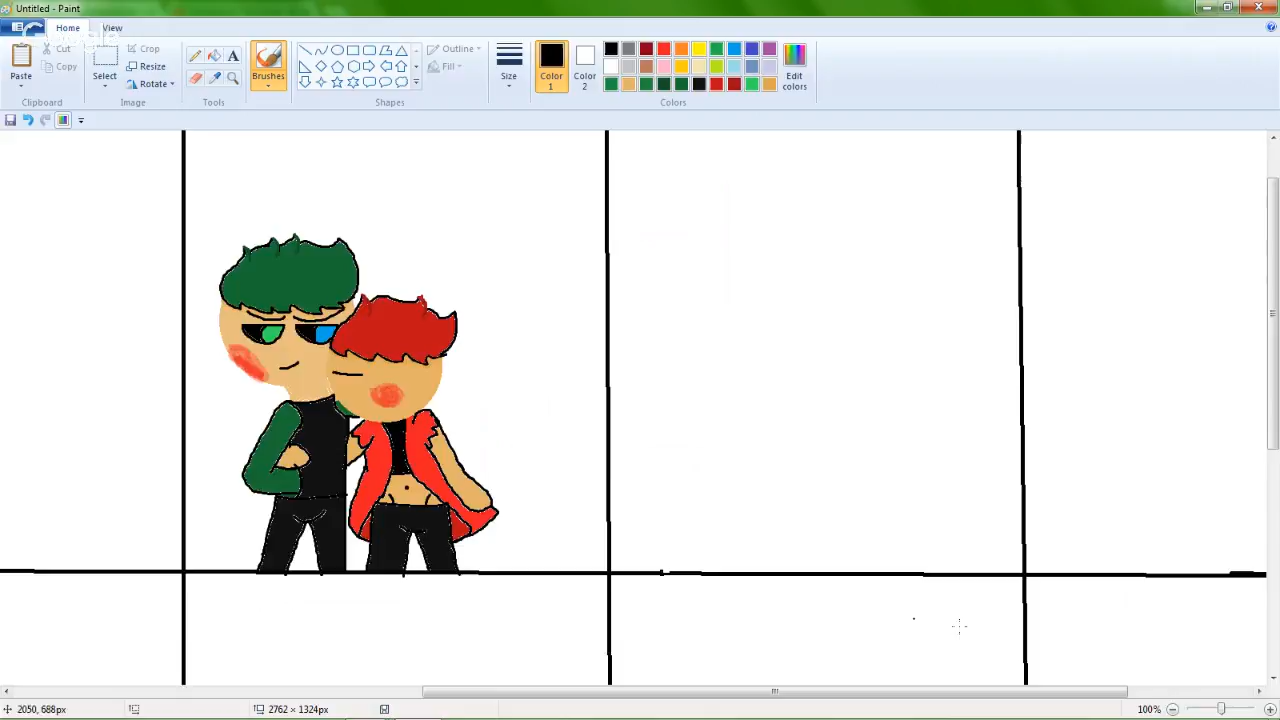 Untitled - Paint
Home View
Paste
Cut
Copy
Clipboard
Select
Crop
Resize
Rotate
Image
Tools
Brushes
Outline
Fill
Shapes
Size
Color 1
Color 2
Edit colors
Colors
2050, 688px
2762 × 1324px
100%